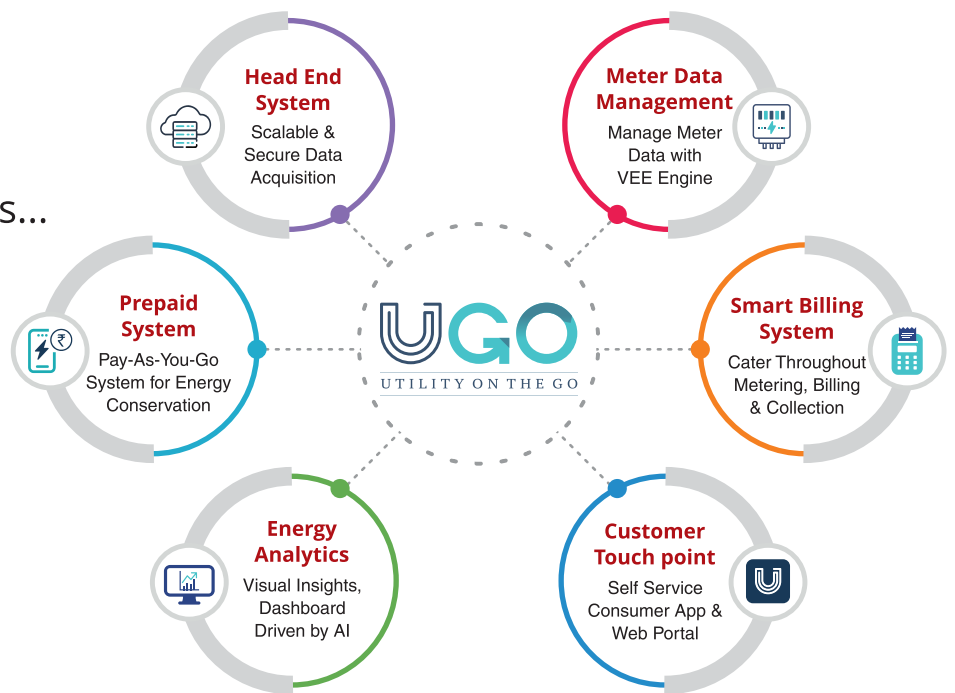 Head End
System
Scalable &
Secure Data
Acquisition
Meter Data
Management
Manage Meter
Data with
VEE Engine
s...
Prepaid
System
Pay-As-You-Go
System for Energy
Conservation
₹
UGO
UTILITY ON THE GO
Smart Billing
System
Cater Throughout
Metering, Billing
& Collection
Energy
Analytics
Visual Insights,
Dashboard
Driven by AI
Customer
Touch point
Self Service
Consumer App &
Web Portal
U